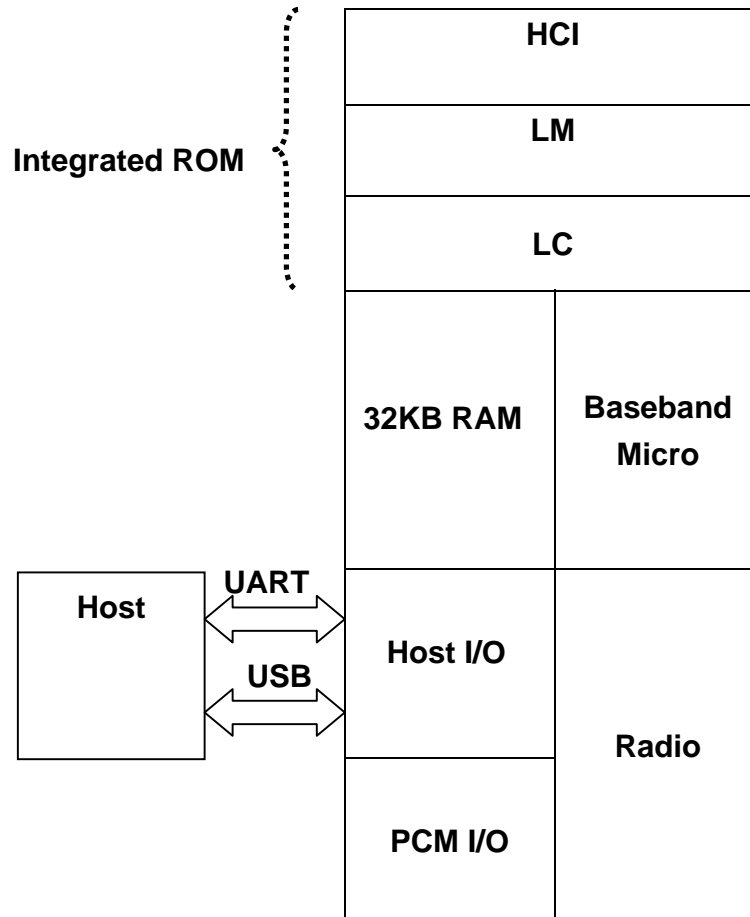 HCI
LM
Integrated ROM
LC
32KB RAM
Baseband
Micro
UART
Host
Host I/O
USB
Radio
PCM I/O